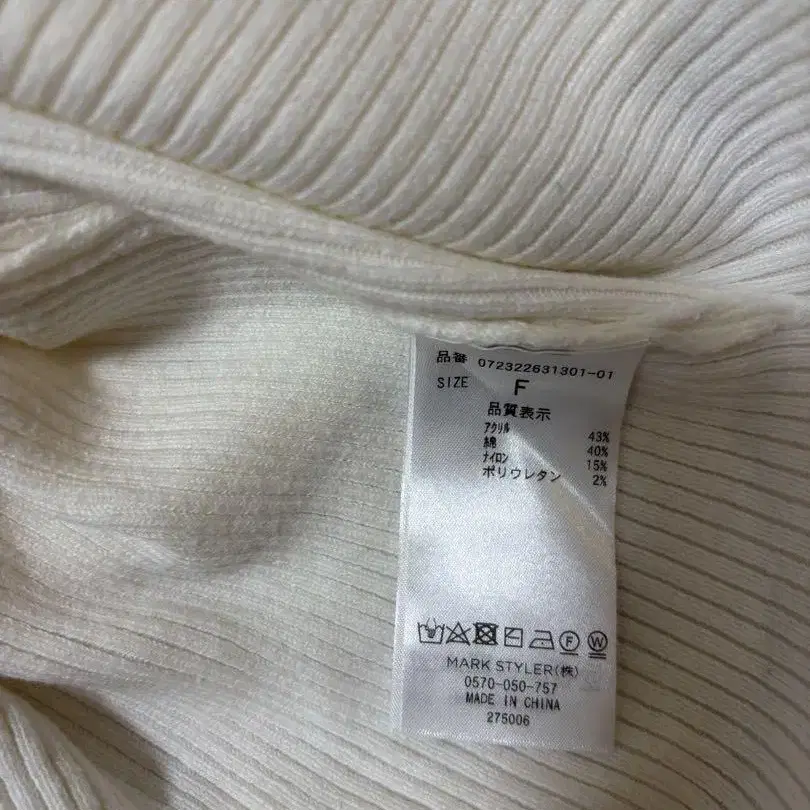 品番 072322631301-01
SIZE F
品質表示
アクリル 43%
綿 40%
ナイロン 15%
ポリウレタン 2%
F W
MARK STYLER(株)
0570-050-757
MADE IN CHINA
275006